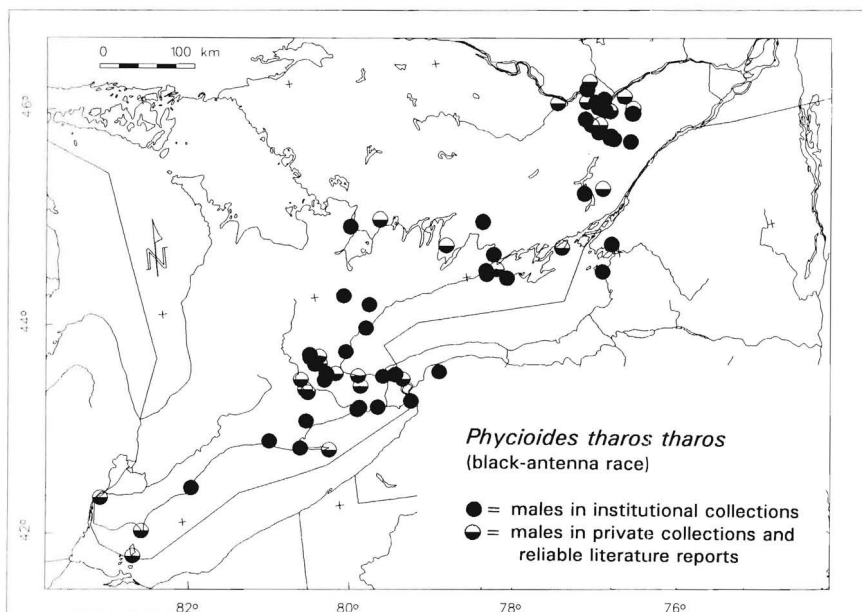 0 100 km
46°
N
44°
42°
Phycioides tharos tharos
(black-antenna race)
= males in institutional collections
= males in private collections and
reliable literature reports
82° 80° 78° 76°